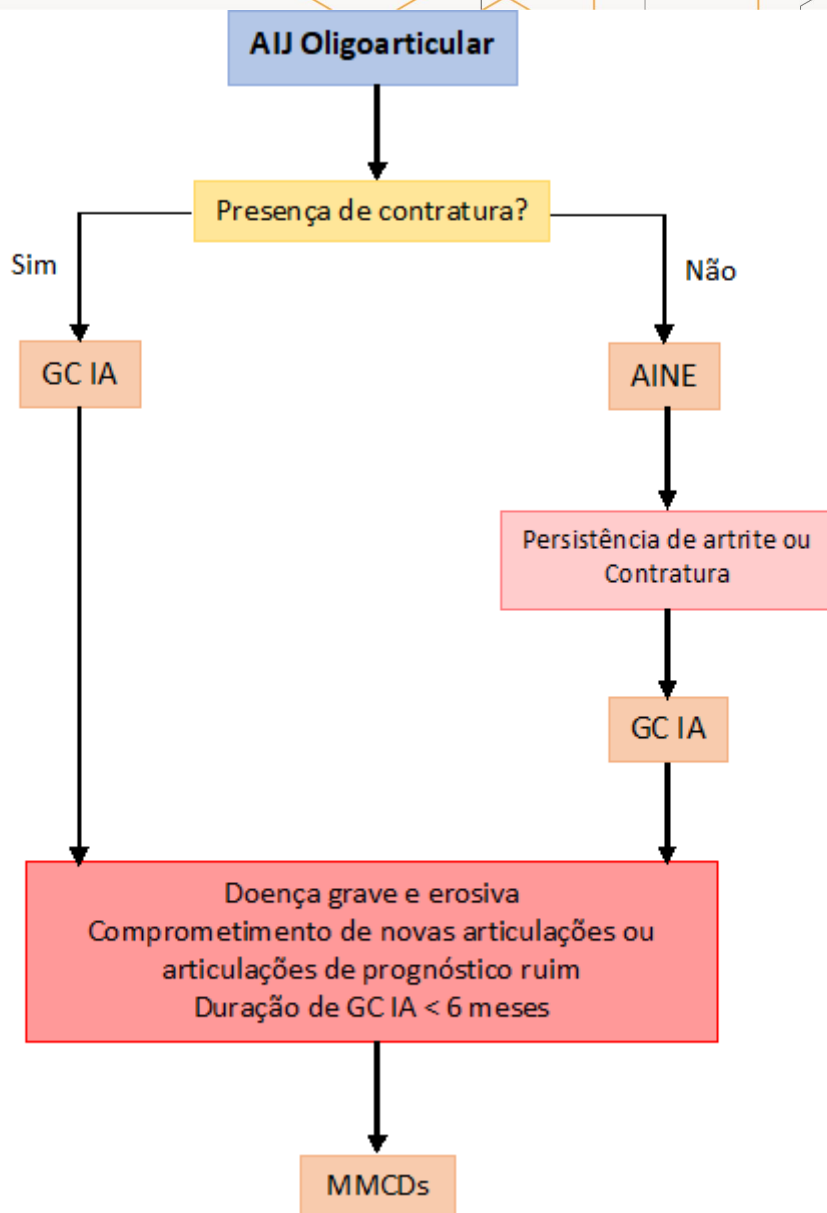 AIJ Oligoarticular
Presença de contratura?
Sim
Não
GC IA
AINE
Persistência de artrite ou
Contratura
GC IA
Doença grave e erosiva
Comprometimento de novas articulações ou
articulações de prognóstico ruim
Duração de GC IA < 6 meses
MMCDs